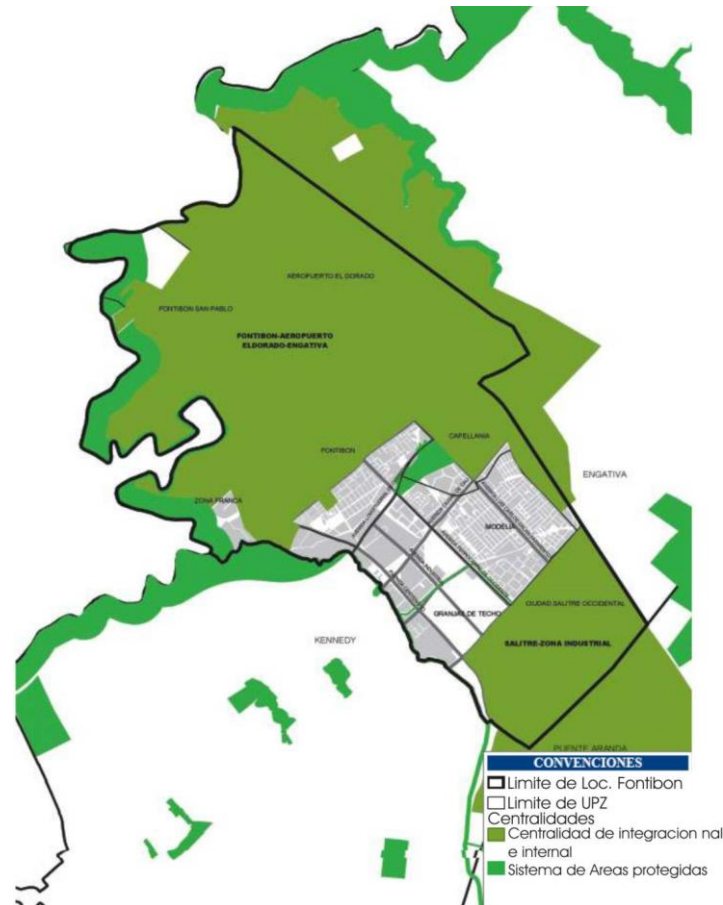 AEROPUERTO EL DORADO
FONTIBON SAN PABLO
FONTIBON-AEROPUERTO
ELDORADO-ENGATIVA
CAPELLANIA
FONTIBON
ENGATIVA
ZONA FRANCA
MODELIA
CIUDAD SALITRE OCCIDENTAL
GRANJAS DE TECHO
KENNEDY
SALITRE-ZONA INDUSTRIAL
PUENTE ARANDA
CONVENCIONES
Limite de Loc. Fontibon
Limite de UPZ
Centralidades
Centralidad de integracion nal
e internal
Sistema de Areas protegidas